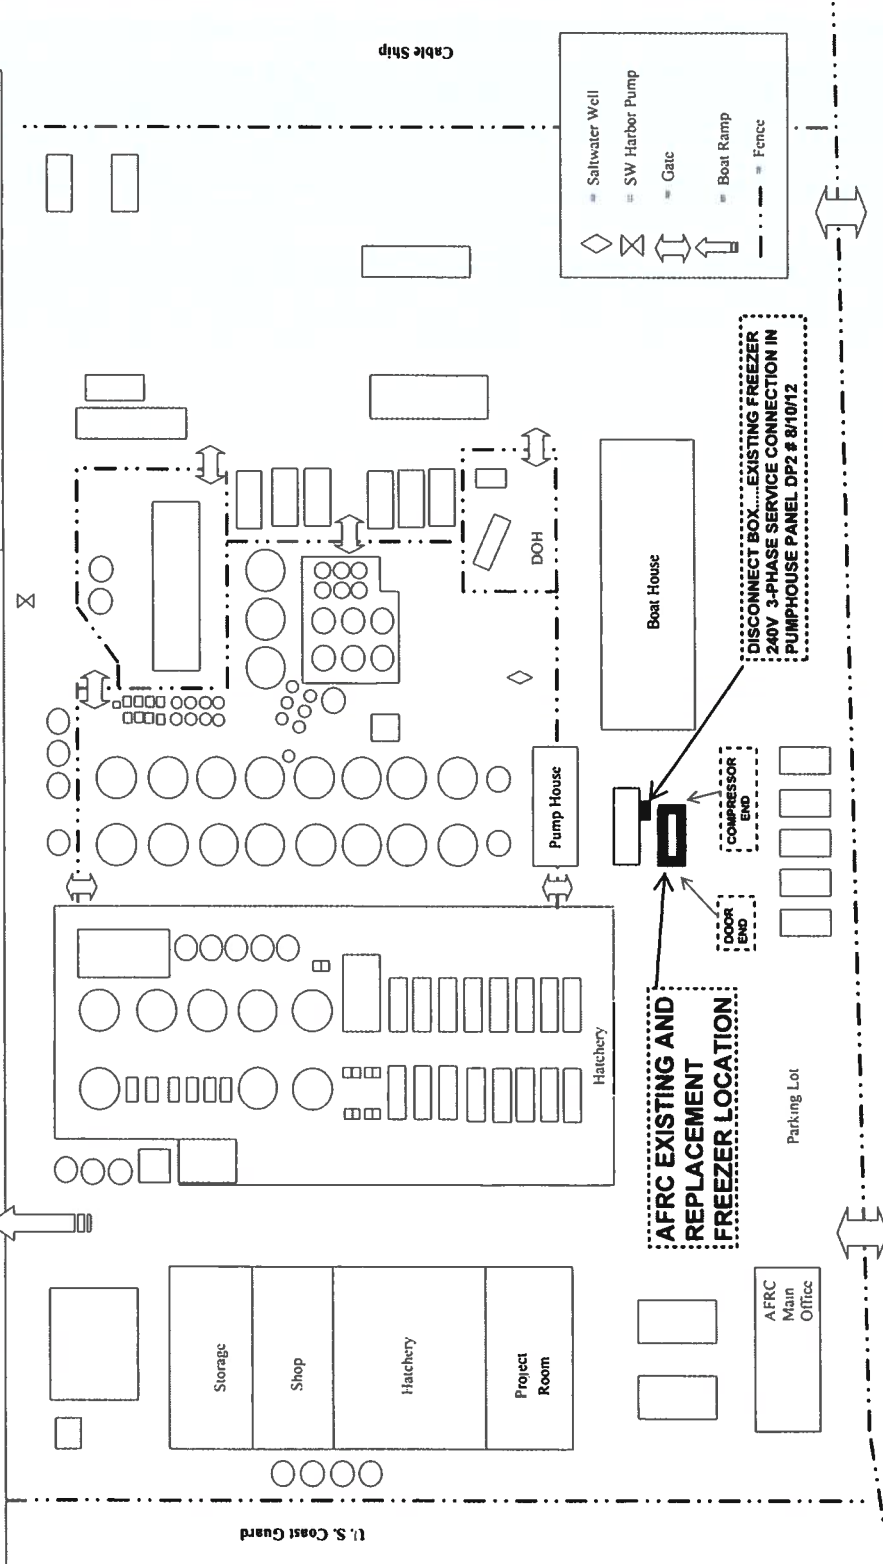 Cable Ship
= Saltwater Well
= SW Harbor Pump
= Gate
= Boat Ramp
= Fence
DOH
Boat House
DISCONNECT BOX....EXISTING FREEZER
240V 3-PHASE SERVICE CONNECTION IN
PUMPHOUSE PANEL DP2 # 8/10/12
Pump House
COMPRESSOR
END
DOOR
END
Hatchery
AFRC EXISTING AND
REPLACEMENT
FREEZER LOCATION
Parking Lot
Storage
Shop
Hatchery
Project
Room
AFRC
Main
Office
U. S. Coast Guard